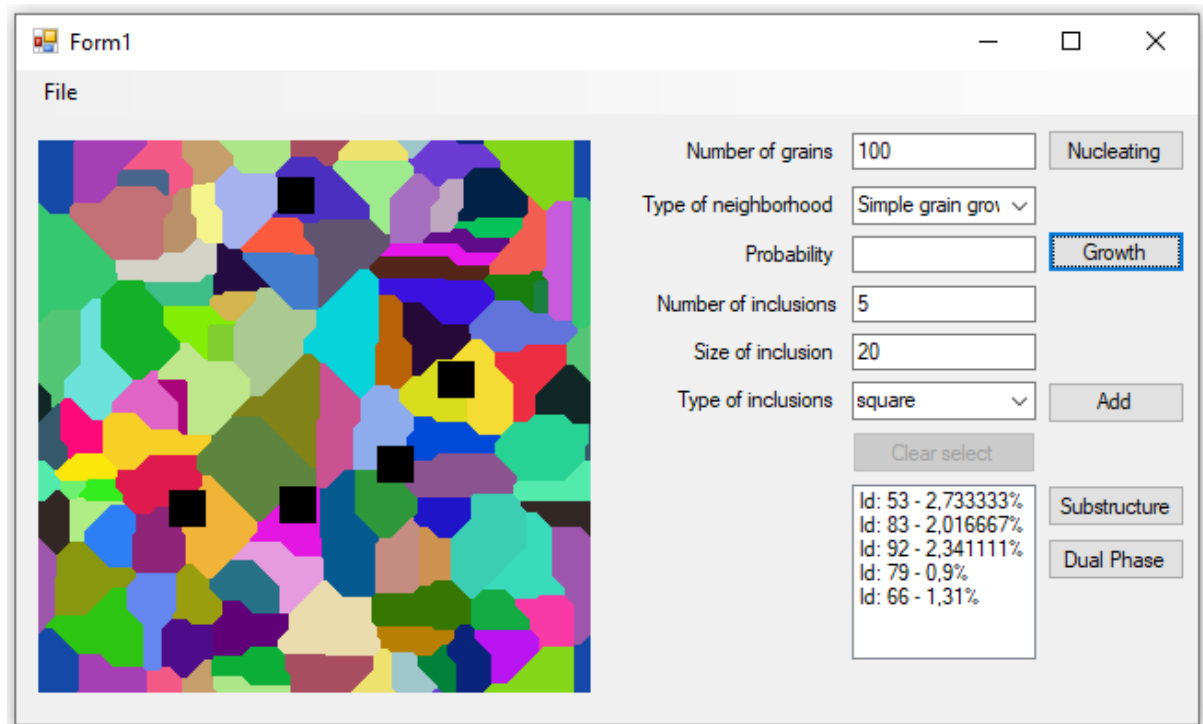 Form1
File
Number of grains 100 Nucleating
Type of neighborhood Simple grain grov
Probability Growth
Number of inclusions 5
Size of inclusion 20
Type of inclusions square Add
Clear select
Id: 53 - 2,733333% Substructure
Id: 83 - 2,016667%
Id: 92 - 2,341111% Dual Phase
Id: 79 - 0,9%
Id: 66 - 1,31%